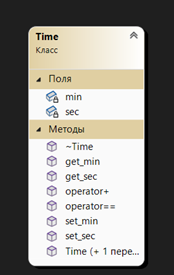 Time
Класс
Поля
min
sec
Методы
~Time
get_min
get_sec
operator+
operator==
set_min
set_sec
Time (+ 1 пере...